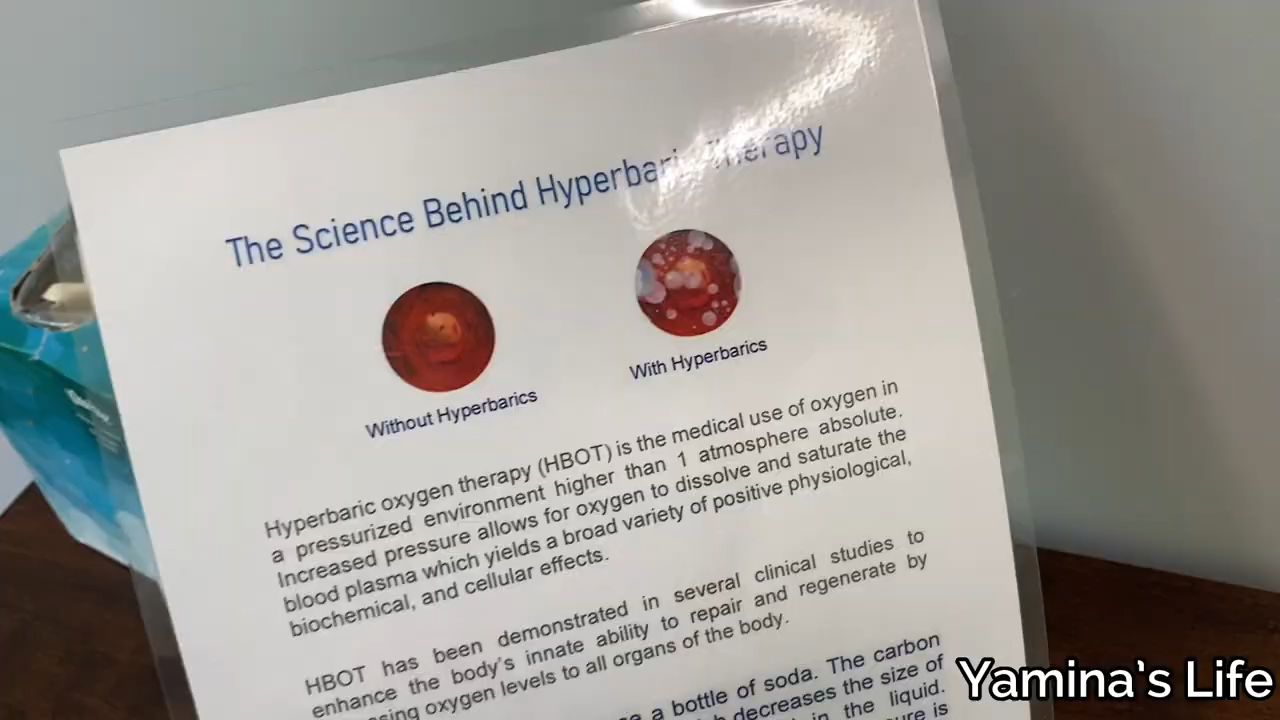 The Science Behind Hyperbaric Therapy
Without Hyperbarics
With Hyperbarics
Hyperbaric oxygen therapy (HBOT) is the medical use of oxygen in
a pressurized environment higher than 1 atmosphere absolute.
Increased pressure allows for oxygen to dissolve and saturate the
blood plasma which yields a broad variety of positive physiological,
biochemical, and cellular effects.
HBOT has been demonstrated in several clinical studies to
enhance the body's innate ability to repair and regenerate by
oxygen levels to all organs of the body.
a bottle of soda. The carbon
decreases the size of
in the liquid.
is
Yamina's Life